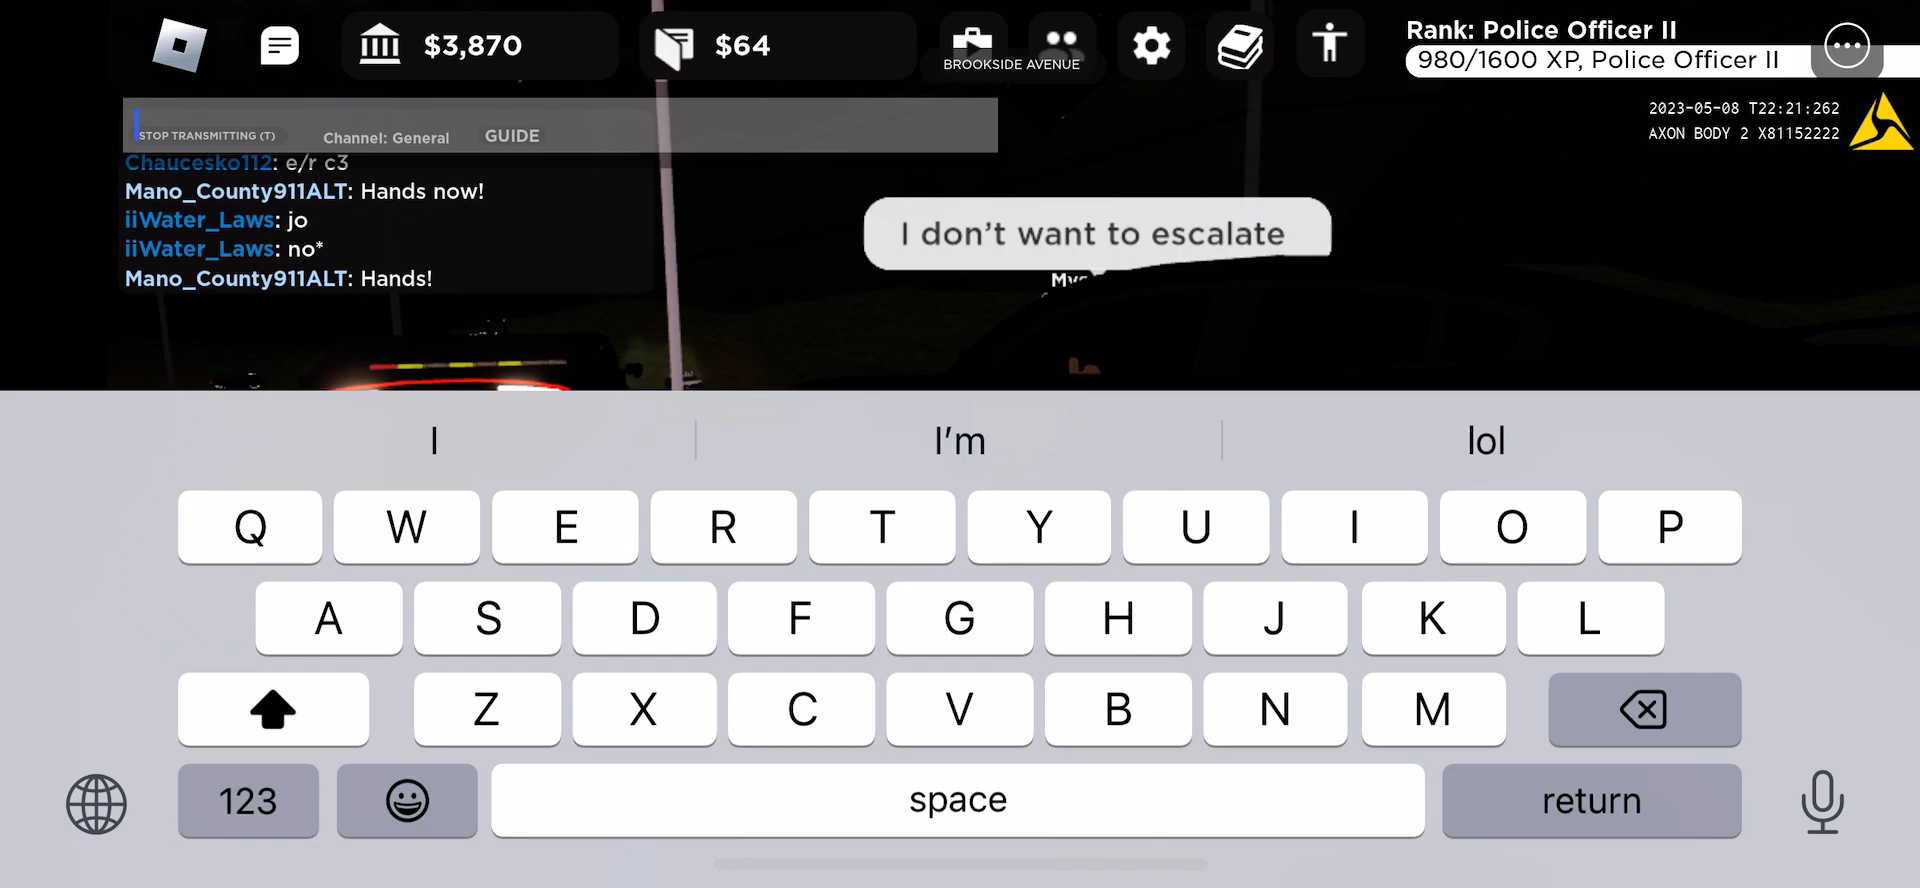 $3,870
$64
BROOKSIDE AVENUE
Rank: Police Officer II
980/1600 XP, Police Officer II
2023-05-08 T22:21:262
AXON BODY 2 X81152222
STOP TRANSMITTING (T)
Channel: General
GUIDE
Chaucesko112: e/r c3
Mano_County911ALT: Hands now!
iiWater_Laws: jo
iiWater_Laws: no*
Mano_County911ALT: Hands!
I don't want to escalate
I
I'm
lol
Q W E R T Y U I O P
A S D F G H J K L
Z X C V B N M
123
space
return